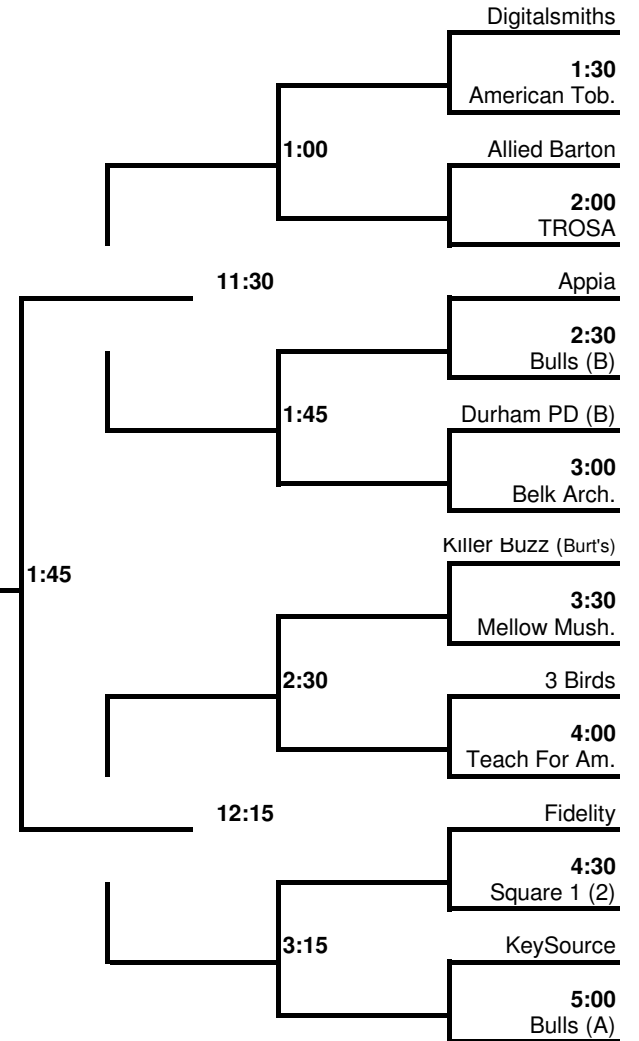 Digitalsmiths
1:30
American Tob.
1:00
Allied Barton
2:00
TROSA
11:30
Appia
2:30
Bulls (B)
1:45
Durham PD (B)
3:00
Belk Arch.
Killer Buzz (Burt's)
1:45
3:30
Mellow Mush.
2:30
3 Birds
4:00
Teach For Am.
12:15
Fidelity
4:30
Square 1 (2)
3:15
KeySource
5:00
Bulls (A)